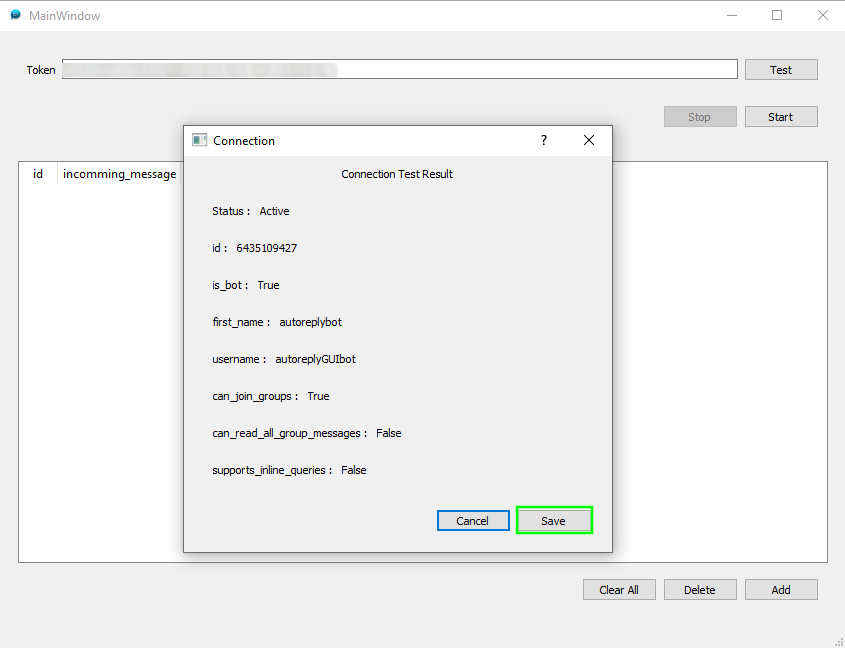 MainWindow
Token
Test
Stop
Start
id
incomming_message
Connection
?
Connection Test Result
Status : Active
id : 6435109427
is_bot : True
first_name : autoreplybot
username : autoreplyGUIbot
can_join_groups : True
can_read_all_group_messages : False
supports_inline_queries : False
Cancel
Save
Clear All
Delete
Add